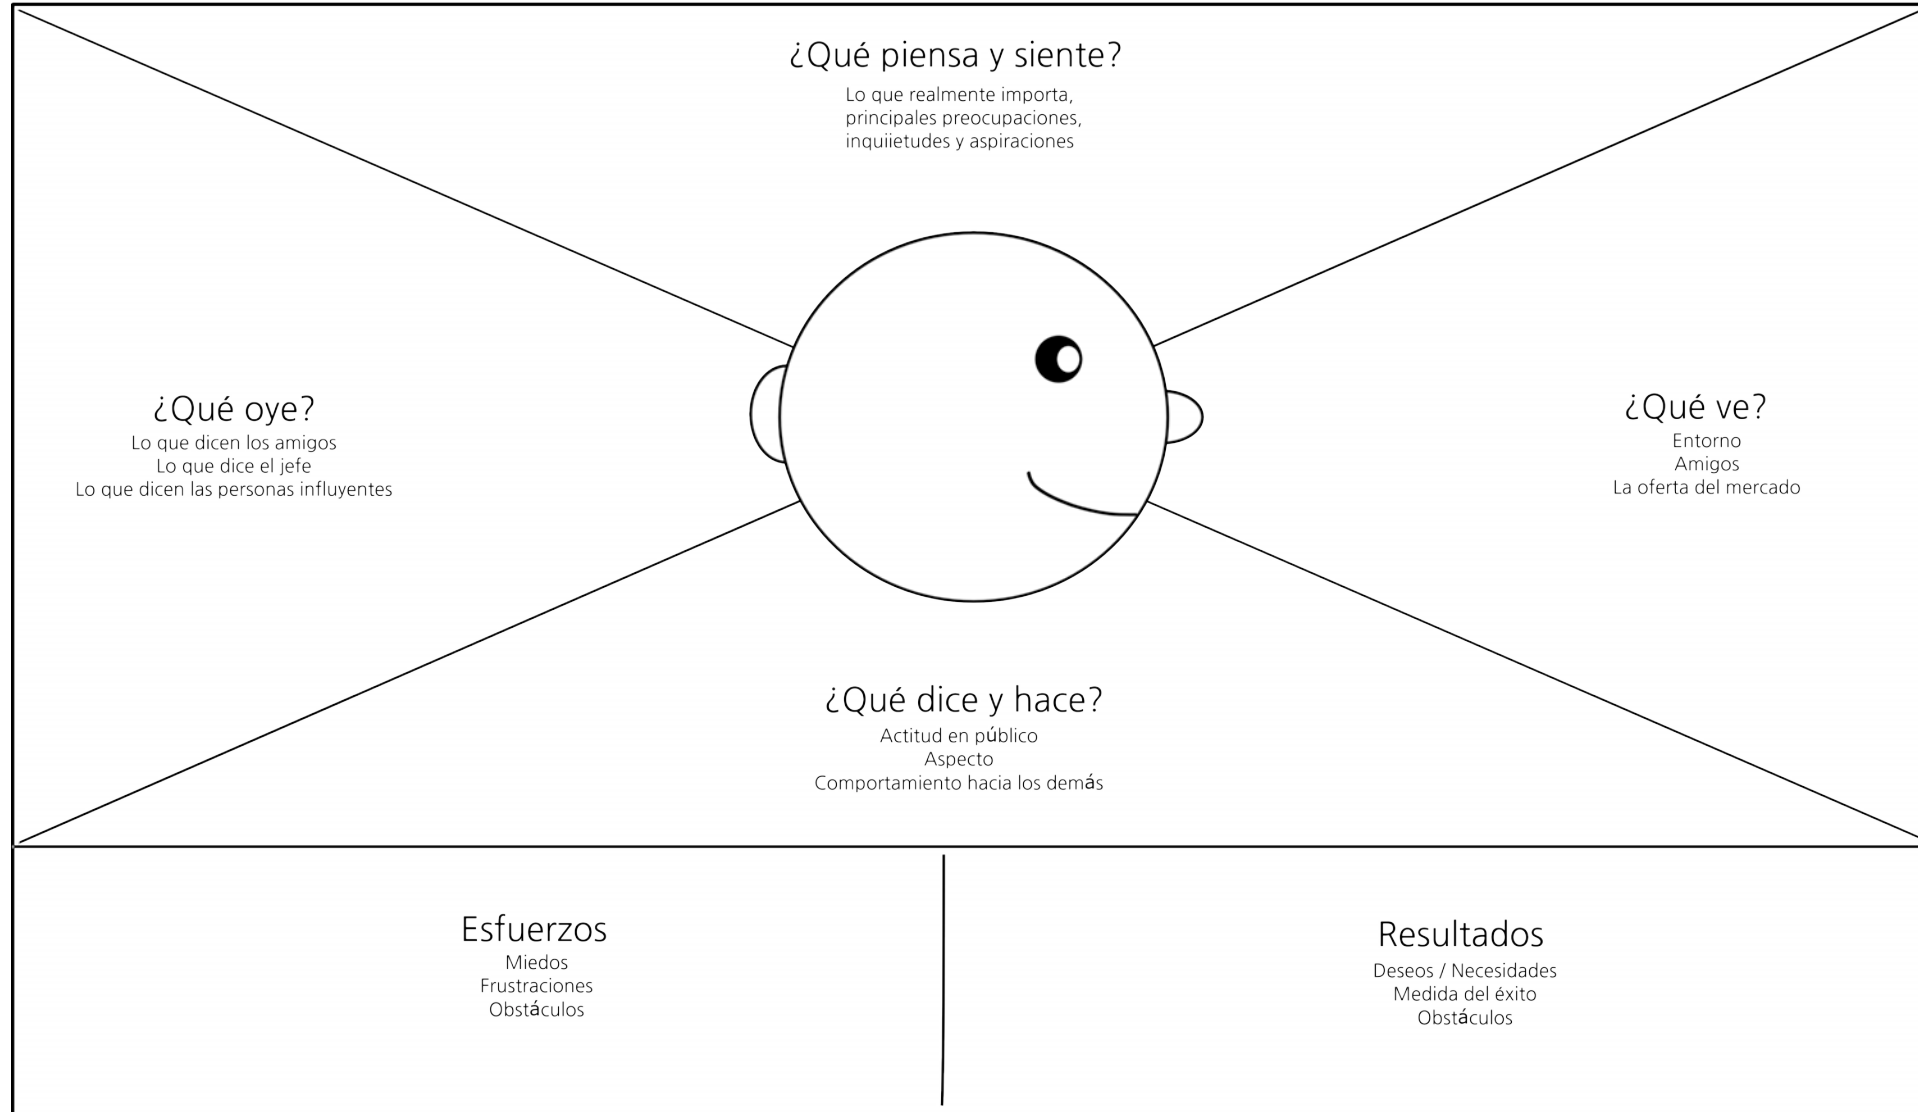 ¿Qué piensa y siente?
Lo que realmente importa,
principales preocupaciones,
inquiietudes y aspiraciones
¿Qué oye?
Lo que dicen los amigos
Lo que dice el jefe
Lo que dicen las personas influyentes
¿Qué ve?
Entorno
Amigos
La oferta del mercado
¿Qué dice y hace?
Actitud en público
Aspecto
Comportamiento hacia los demás
Esfuerzos
Miedos
Frustraciones
Obstáculos
Resultados
Deseos / Necesidades
Medida del éxito
Obstáculos